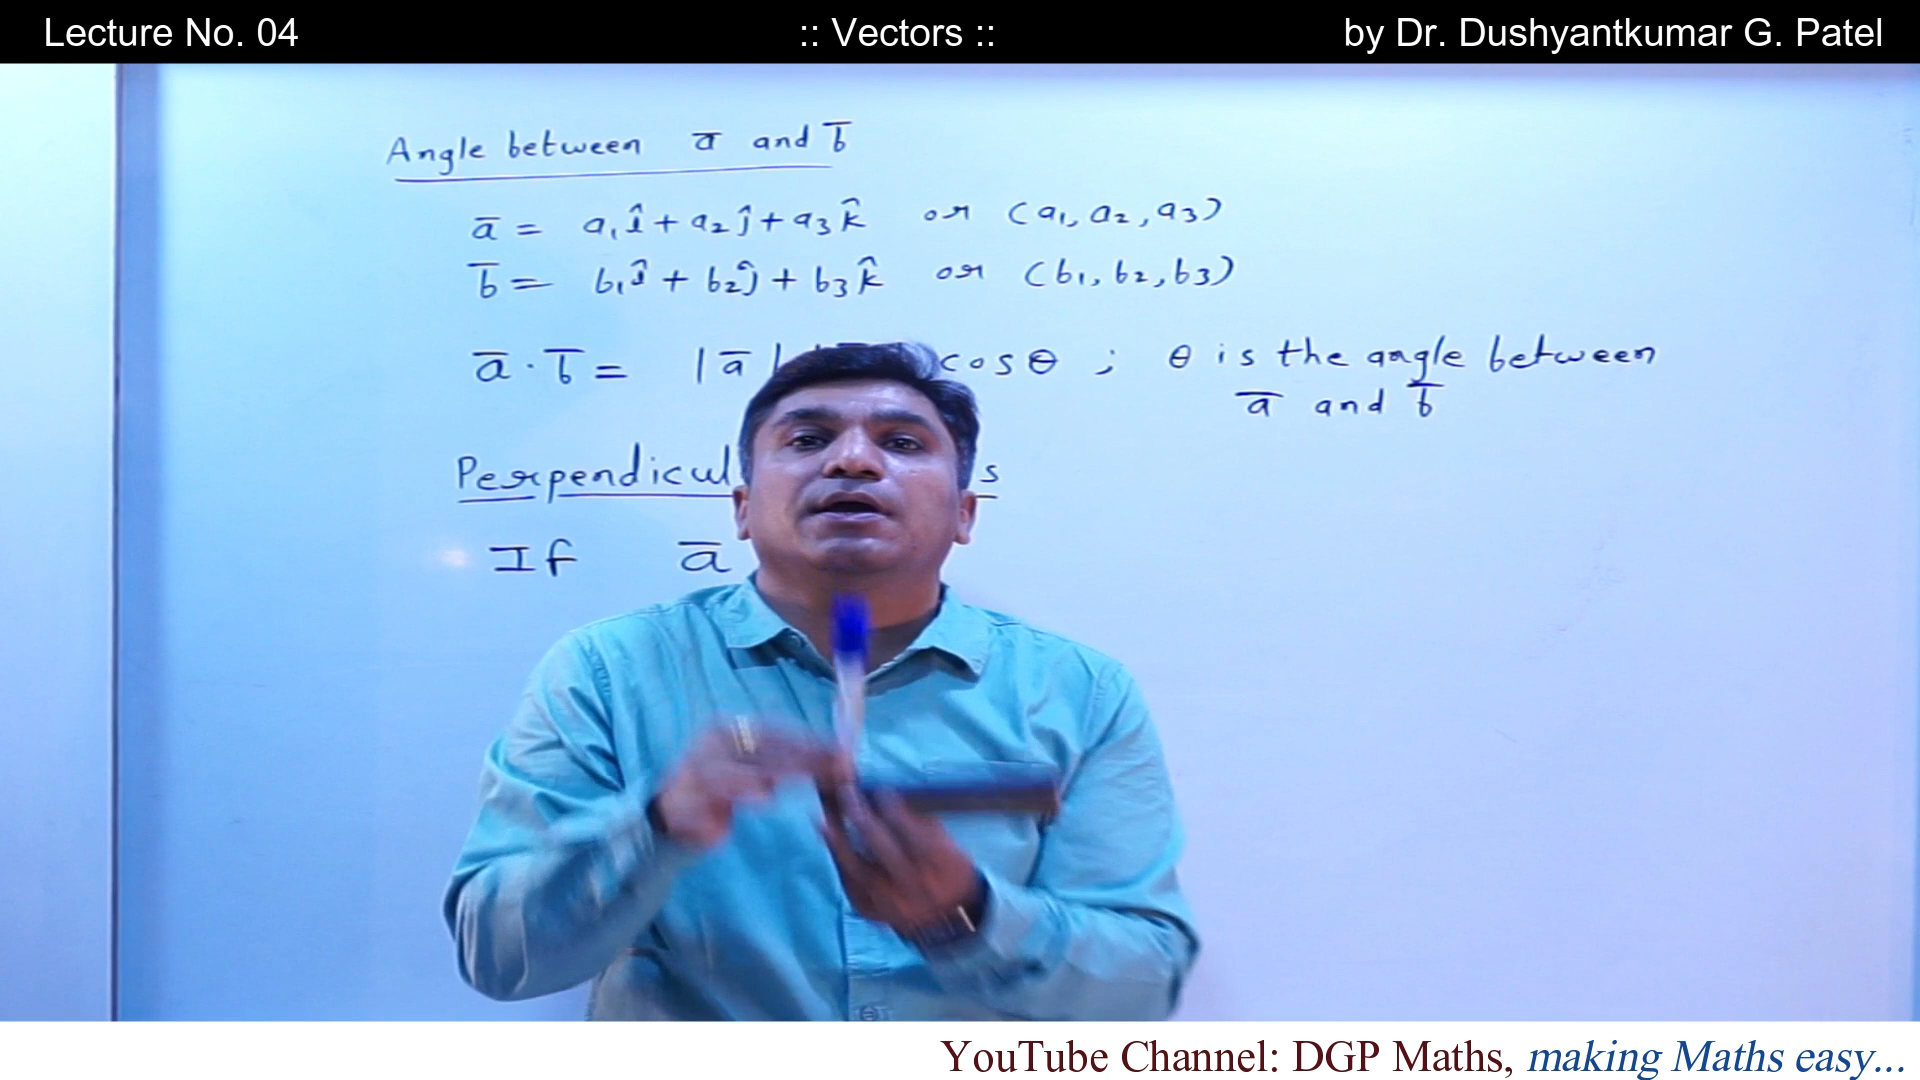 Lecture No. 04 :: Vectors :: by Dr. Dushyantkumar G. Patel
Angle between a̅ and b̅
a̅ = a₁î + a₂ĵ + a₃k̂ or (a₁, a₂, a₃)
b̅ = b₁î + b₂ĵ + b₃k̂ or (b₁, b₂, b₃)
a̅ · b̅ = |a̅| cosθ ; θ is the angle between
a̅ and b̅
If a̅
YouTube Channel: DGP Maths, making Maths easy...